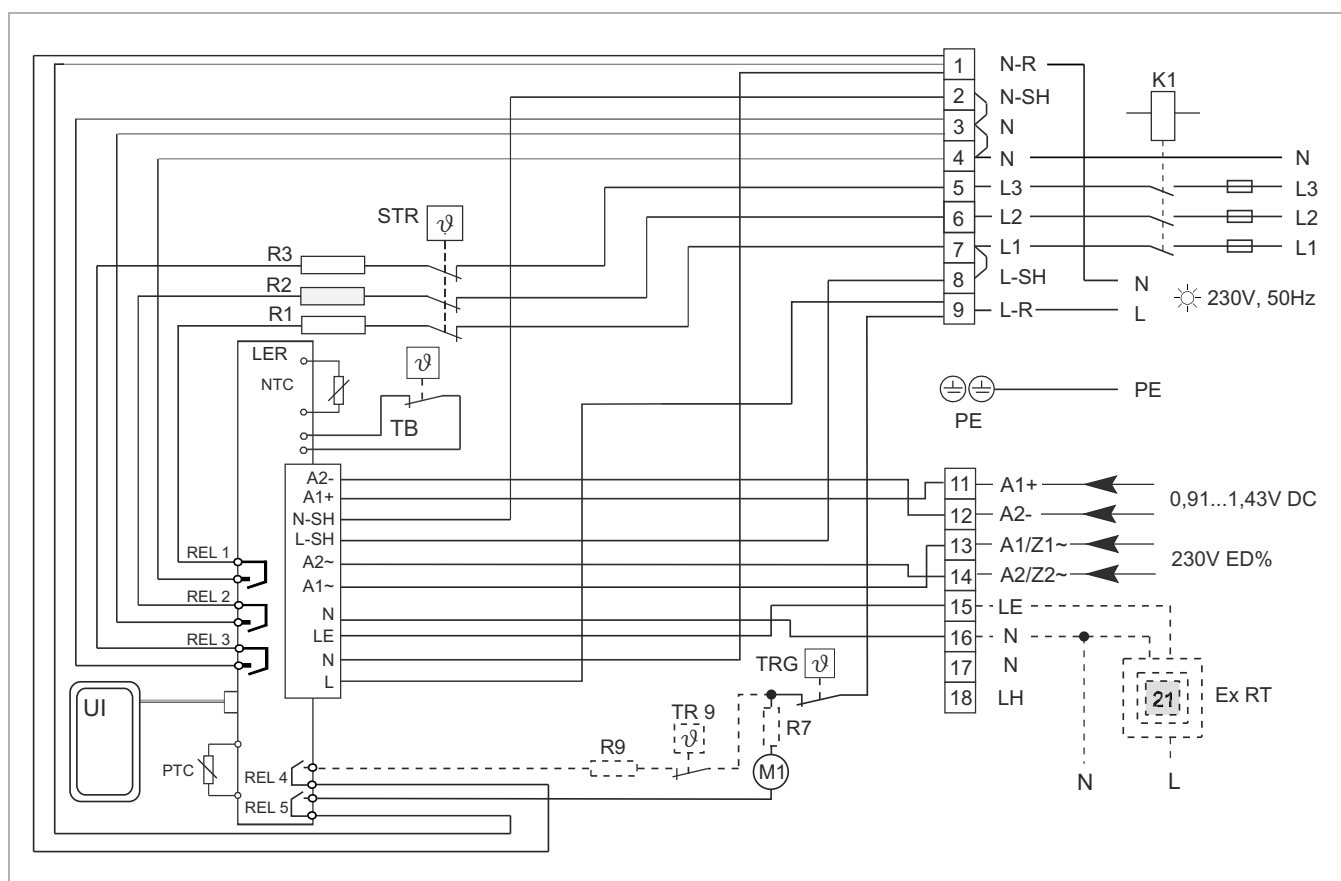 1 N-R
K1
2 N-SH
3 N
4 N N
5 L3 L3
6 L2 L2
7 L1 L1
8 L-SH
9 L-R
N
L
230V, 50Hz
STR ϑ
R3
R2
R1
LER
NTC
ϑ
TB
PE
PE
A2-
A1+
N-SH
L-SH
A2~
A1~
N
LE
N
L
11 A1+
12 A2-
0,91...1,43V DC
13 A1/Z1~
14 A2/Z2~
230V ED%
15 LE
16 N
17 N
18 LH
21
Ex RT
N
L
REL 1
REL 2
REL 3
UI
PTC
REL 4
REL 5
TRG ϑ
TR 9
ϑ
R9
R7
M1